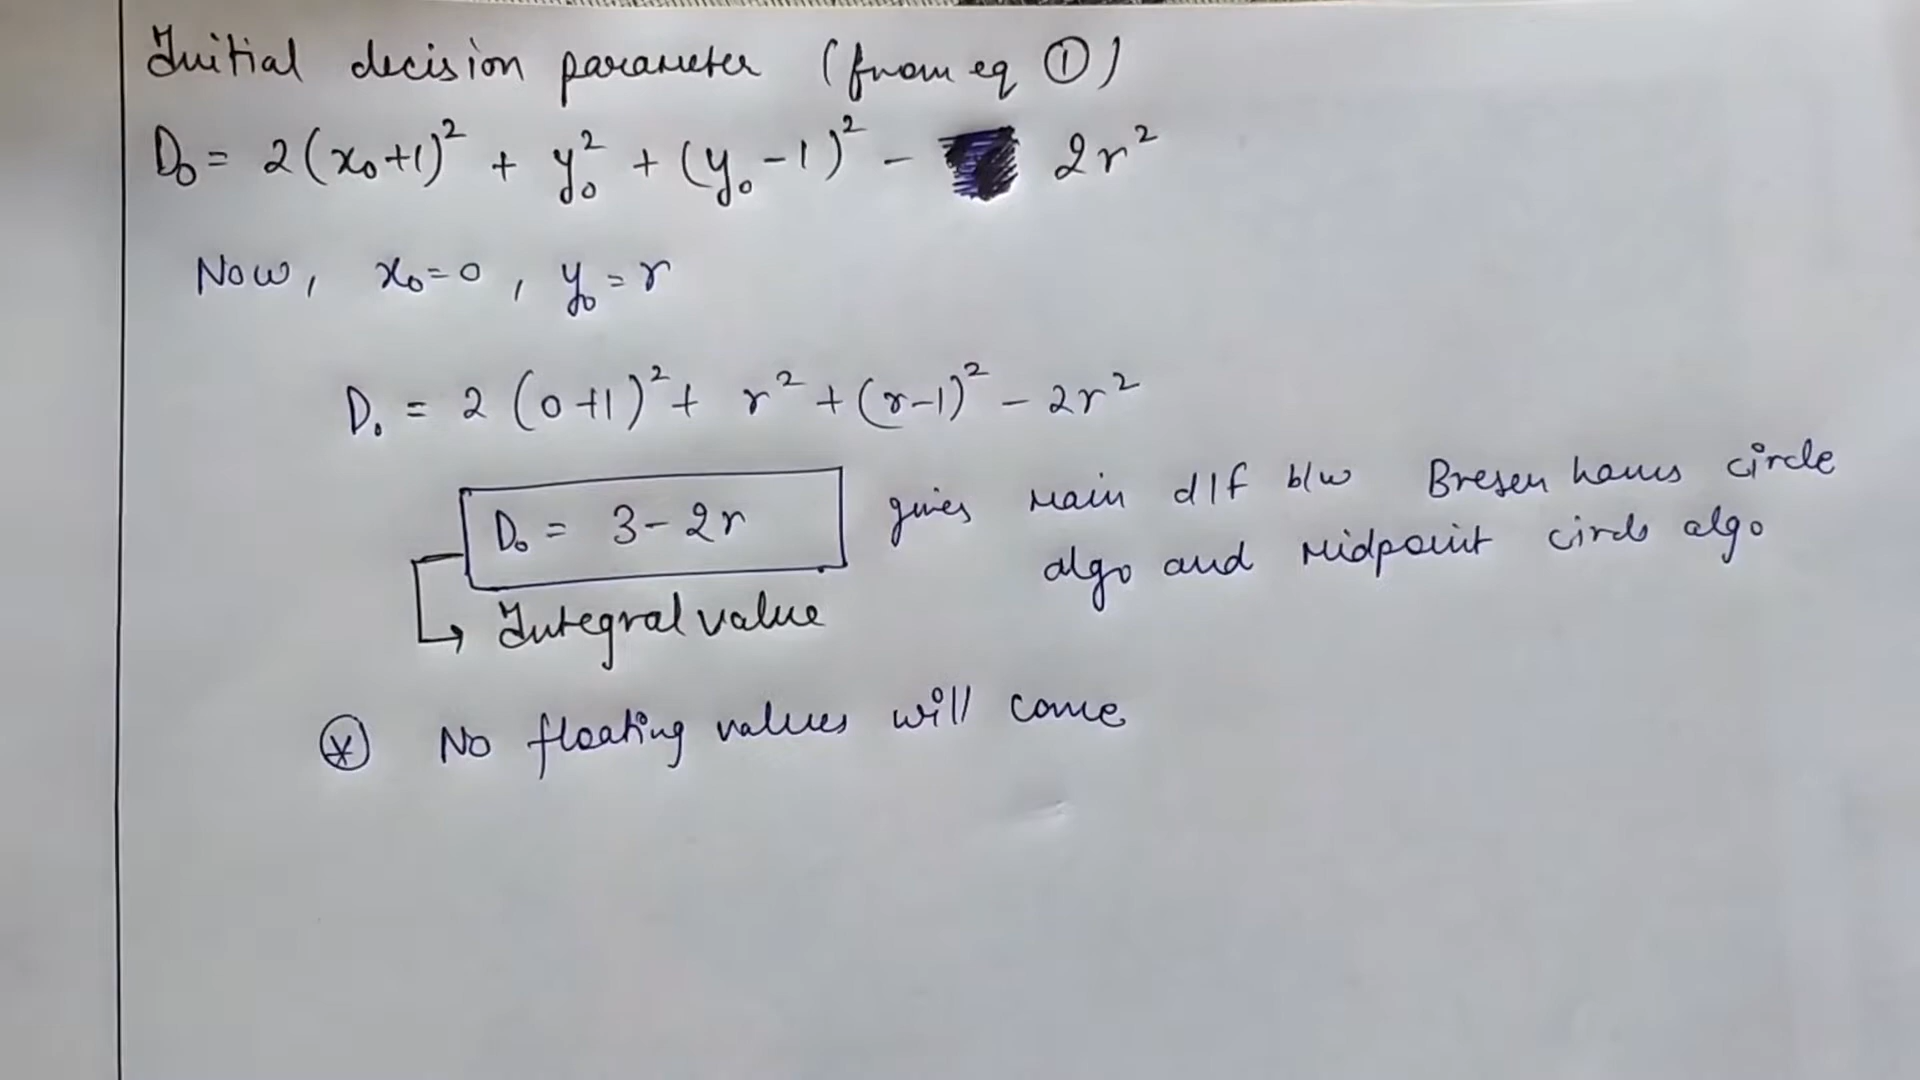 Initial decision parameter (from eq ①)
D₀ = 2(x₀+1)² + y₀² + (y₀-1)² - 2r²
Now, x₀=0, y₀=r
D₀ = 2(0+1)² + r² + (r-1)² - 2r²
D₀ = 3-2r gives main d/f b/w Bresenhams circle
algo and midpoint circle algo
↳ Integral value
⊛ No floating values will come